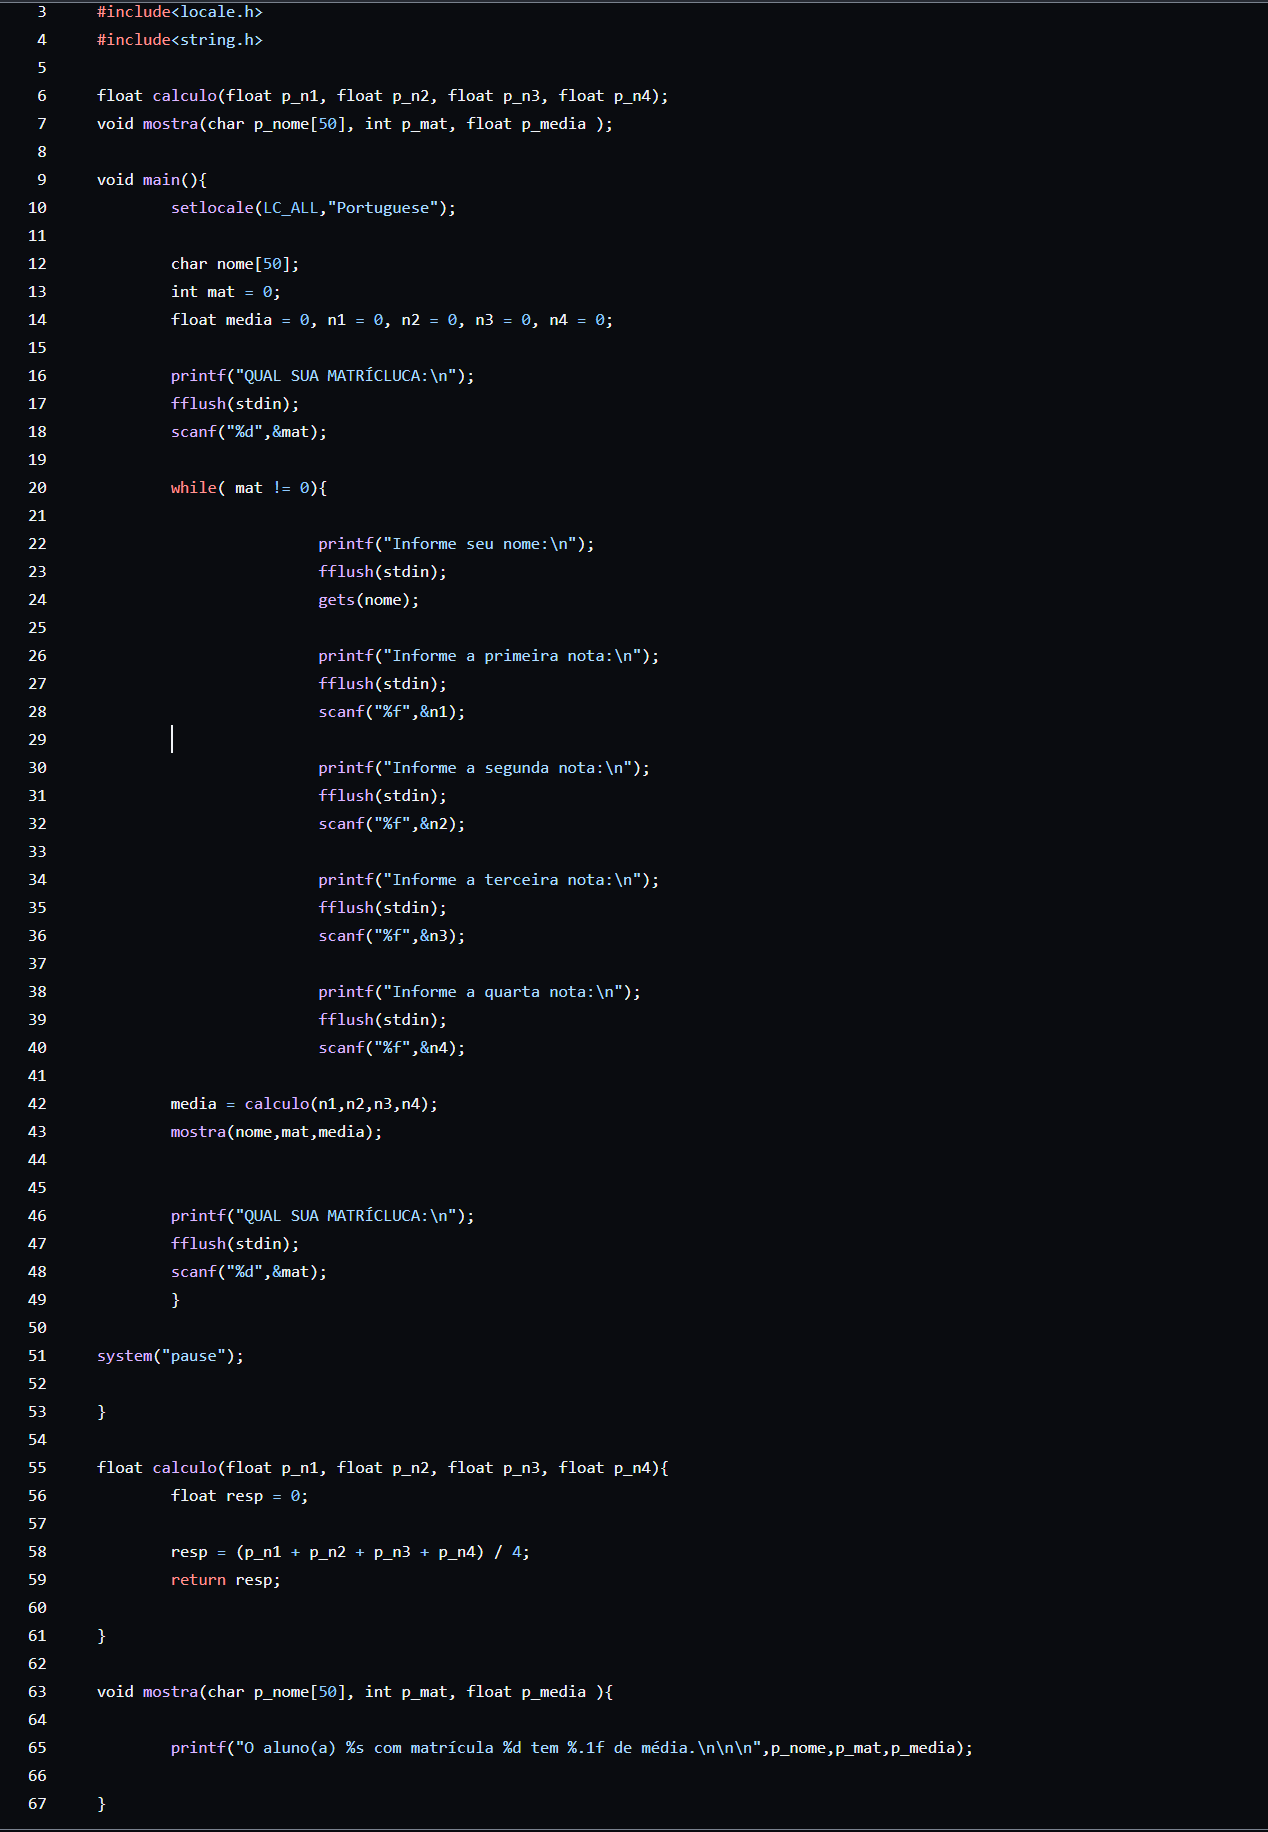 3 #include<locale.h>
4 #include<string.h>
5
6 float calculo(float p_n1, float p_n2, float p_n3, float p_n4);
7 void mostra(char p_nome[50], int p_mat, float p_media );
8
9 void main(){
10 setlocale(LC_ALL,"Portuguese");
11
12 char nome[50];
13 int mat = 0;
14 float media = 0, n1 = 0, n2 = 0, n3 = 0, n4 = 0;
15
16 printf("QUAL SUA MATRÍCLUCA:\n");
17 fflush(stdin);
18 scanf("%d",&mat);
19
20 while( mat != 0){
21
22 printf("Informe seu nome:\n");
23 fflush(stdin);
24 gets(nome);
25
26 printf("Informe a primeira nota:\n");
27 fflush(stdin);
28 scanf("%f",&n1);
29
30 printf("Informe a segunda nota:\n");
31 fflush(stdin);
32 scanf("%f",&n2);
33
34 printf("Informe a terceira nota:\n");
35 fflush(stdin);
36 scanf("%f",&n3);
37
38 printf("Informe a quarta nota:\n");
39 fflush(stdin);
40 scanf("%f",&n4);
41
42 media = calculo(n1,n2,n3,n4);
43 mostra(nome,mat,media);
44
45
46 printf("QUAL SUA MATRÍCLUCA:\n");
47 fflush(stdin);
48 scanf("%d",&mat);
49 }
50
51 system("pause");
52
53 }
54
55 float calculo(float p_n1, float p_n2, float p_n3, float p_n4){
56 float resp = 0;
57
58 resp = (p_n1 + p_n2 + p_n3 + p_n4) / 4;
59 return resp;
60
61 }
62
63 void mostra(char p_nome[50], int p_mat, float p_media ){
64
65 printf("O aluno(a) %s com matrícula %d tem %.1f de média.\n\n\n",p_nome,p_mat,p_media);
66
67 }